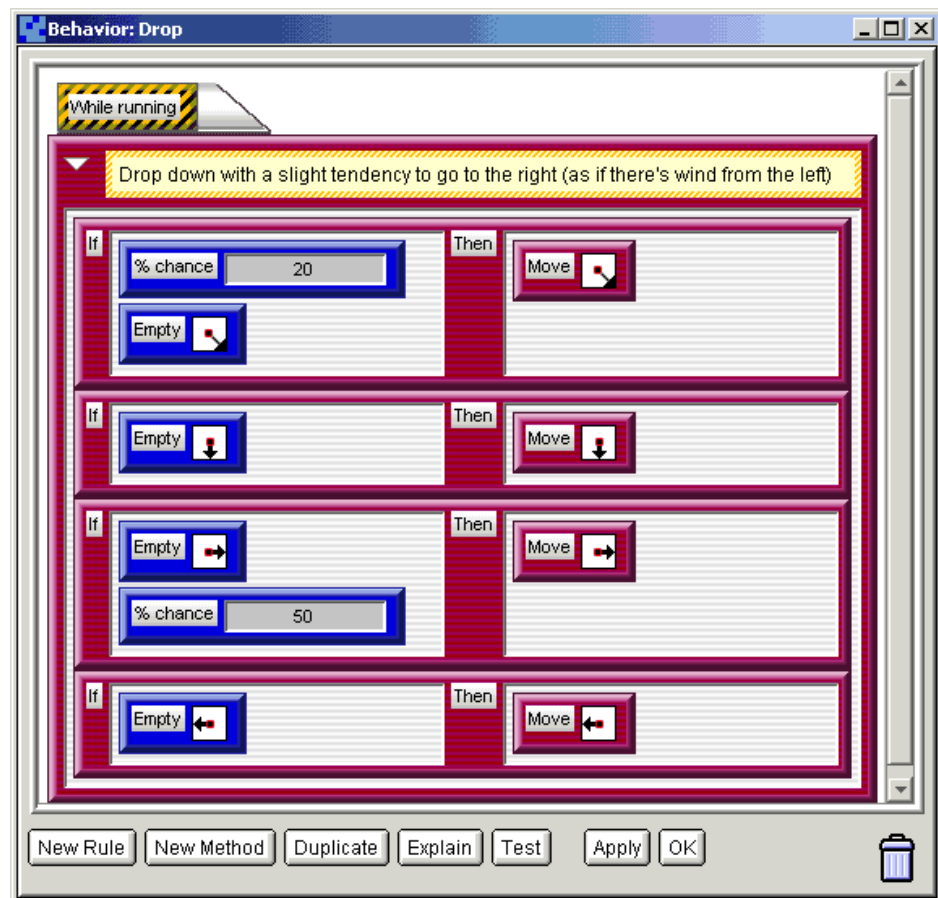 Behavior: Drop
While running
Drop down with a slight tendency to go to the right (as if there's wind from the left)
If
% chance 20
Empty
Then
Move
If
Empty
Then
Move
If
Empty
% chance 50
Then
Move
If
Empty
Then
Move
New Rule New Method Duplicate Explain Test Apply OK